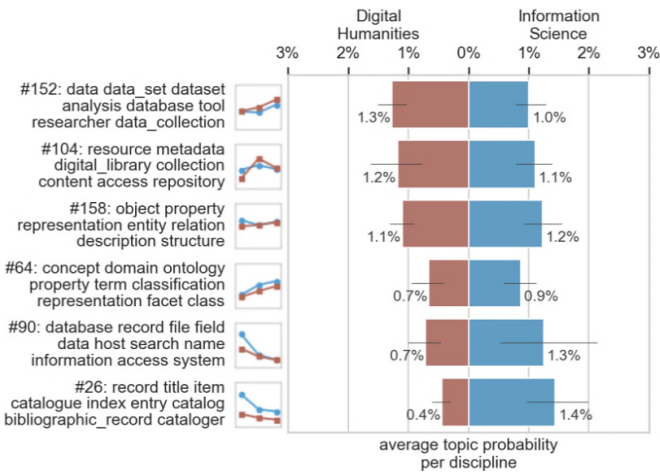 Digital Humanities
Information Science
3% 2% 1% 0% 1% 2% 3%
#152: data data_set dataset
analysis database tool
researcher data_collection
1.3% 1.0%
#104: resource metadata
digital_library collection
content access repository
1.2% 1.1%
#158: object property
representation entity relation
description structure
1.1% 1.2%
#64: concept domain ontology
property term classification
representation facet class
0.7% 0.9%
#90: database record file field
data host search name
information access system
0.7% 1.3%
#26: record title item
catalogue index entry catalog
bibliographic_record cataloger
0.4% 1.4%
average topic probability
per discipline